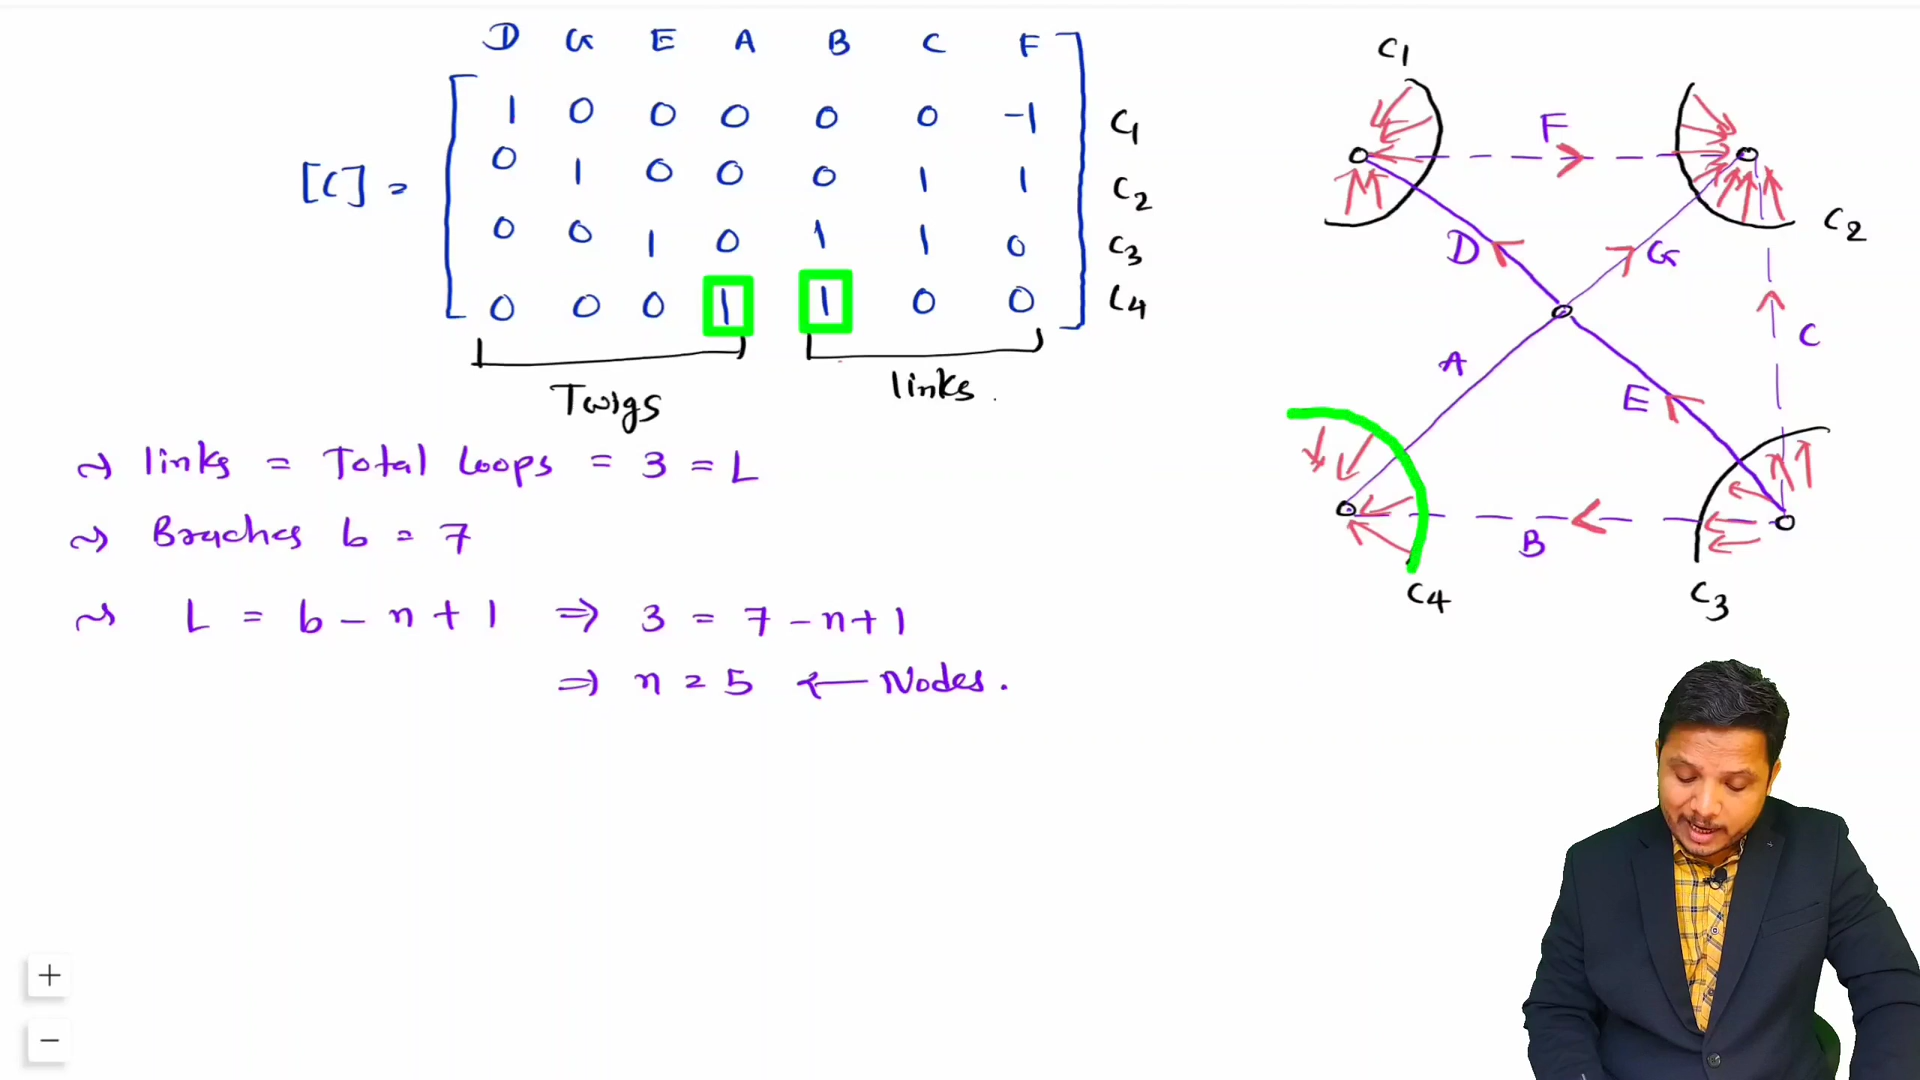 D G E A B C F
[C] =
1 0 0 0 0 0 -1 C1
0 1 0 0 0 1 1 C2
0 0 1 0 1 1 0 C3
0 0 0 1 1 0 0 C4
Twigs links.
~> links = Total Loops = 3 = L
~> Braches b = 7
~> L = b - n + 1 => 3 = 7 - n + 1
=> n = 5 <— Nodes.
C1
F
C2
D
G
C
A
E
B
C4
C3
+
−